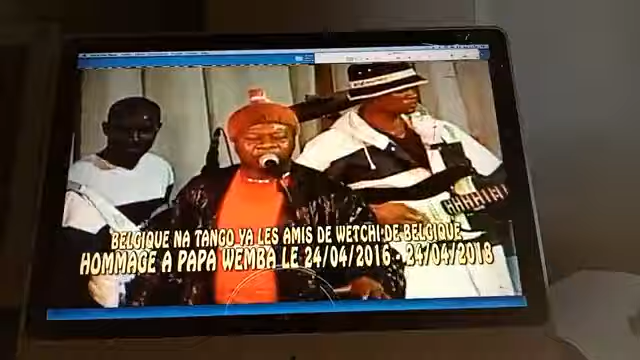 BELGIQUE NA TANGO YA LES AMIS DE WETCHI DE BELGIQUE
HOMMAGE A PAPA WEMBA LE 24/04/2016 - 24/04/2018